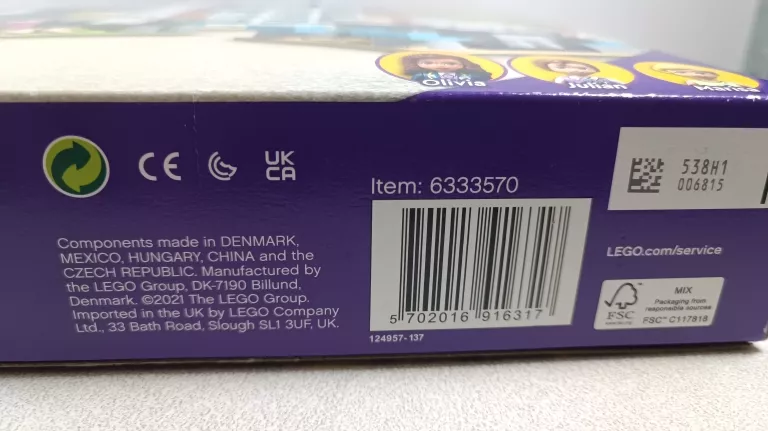 Olivia
Julian
CE
UK
CA
Item: 6333570
538H1
006815
Components made in DENMARK,
MEXICO, HUNGARY, CHINA and the
CZECH REPUBLIC. Manufactured by
the LEGO Group, DK-7190 Billund,
Denmark. ©2021 The LEGO Group.
Imported in the UK by LEGO Company
Ltd., 33 Bath Road, Slough SL1 3UF, UK.
5 702016 916317
124957-137
LEGO.com/service
FSC
MIX
Packaging from
responsible sources
FSC™ C117818